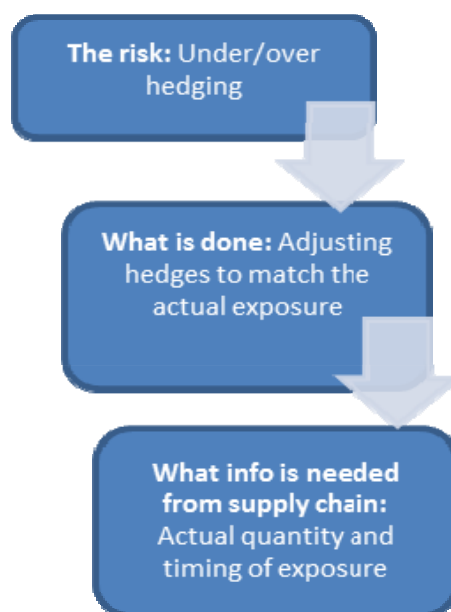 The risk: Under/over
hedging
What is done: Adjusting
hedges to match the
actual exposure
What info is needed
from supply chain:
Actual quantity and
timing of exposure